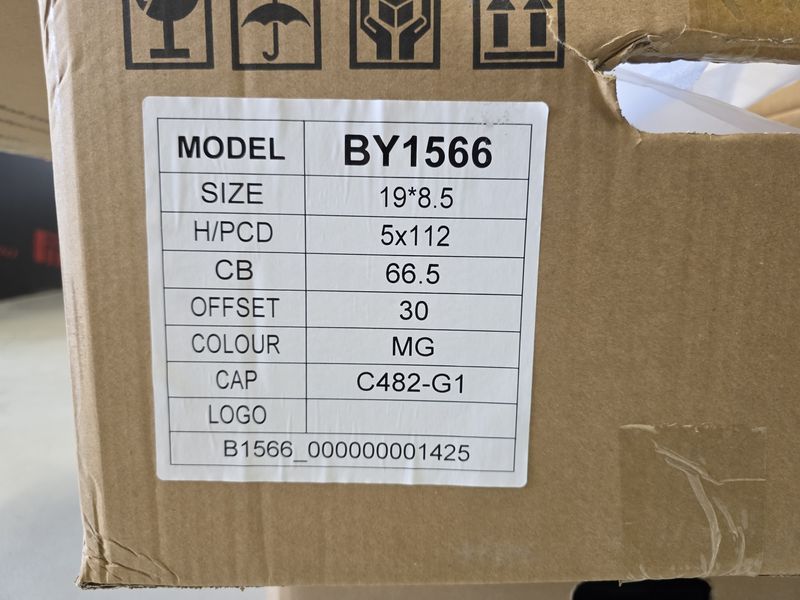 MODEL BY1566
SIZE 19*8.5
H/PCD 5x112
CB 66.5
OFFSET 30
COLOUR MG
CAP C482-G1
LOGO
B1566_000000001425